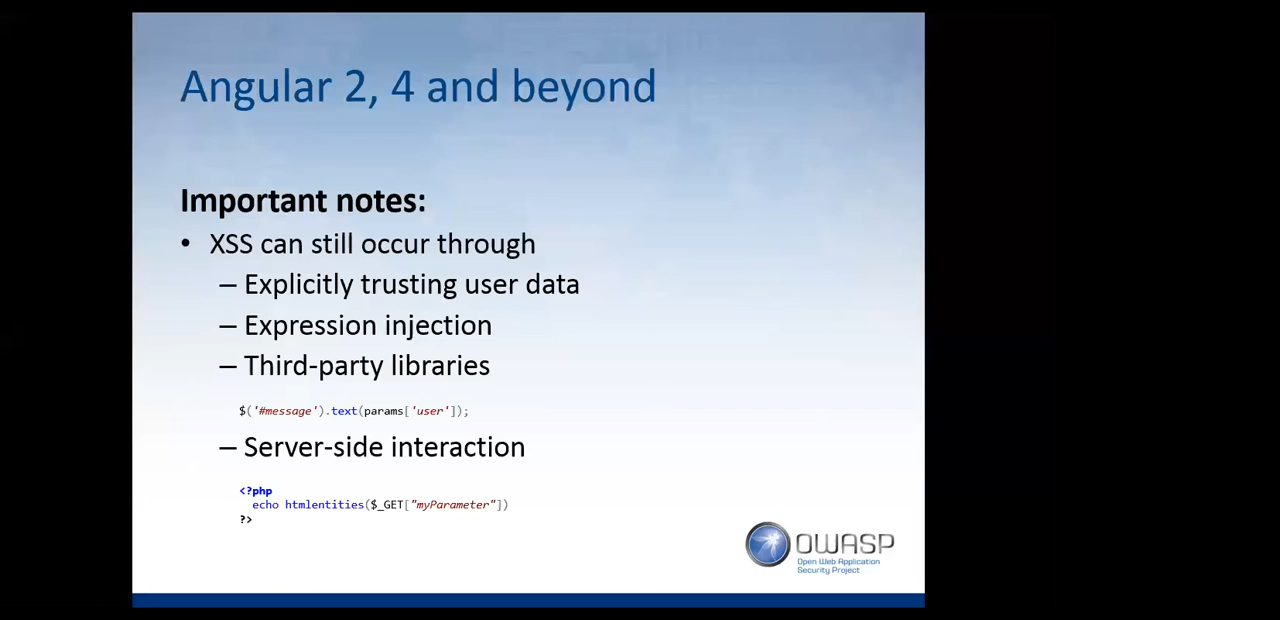 Angular 2, 4 and beyond
Important notes:
• XSS can still occur through
– Explicitly trusting user data
– Expression injection
– Third-party libraries
$('#message').text(params['user']);
– Server-side interaction
<?php
echo htmlentities($_GET["myParameter"])
?>
OWASP
Open Web Application
Security Project